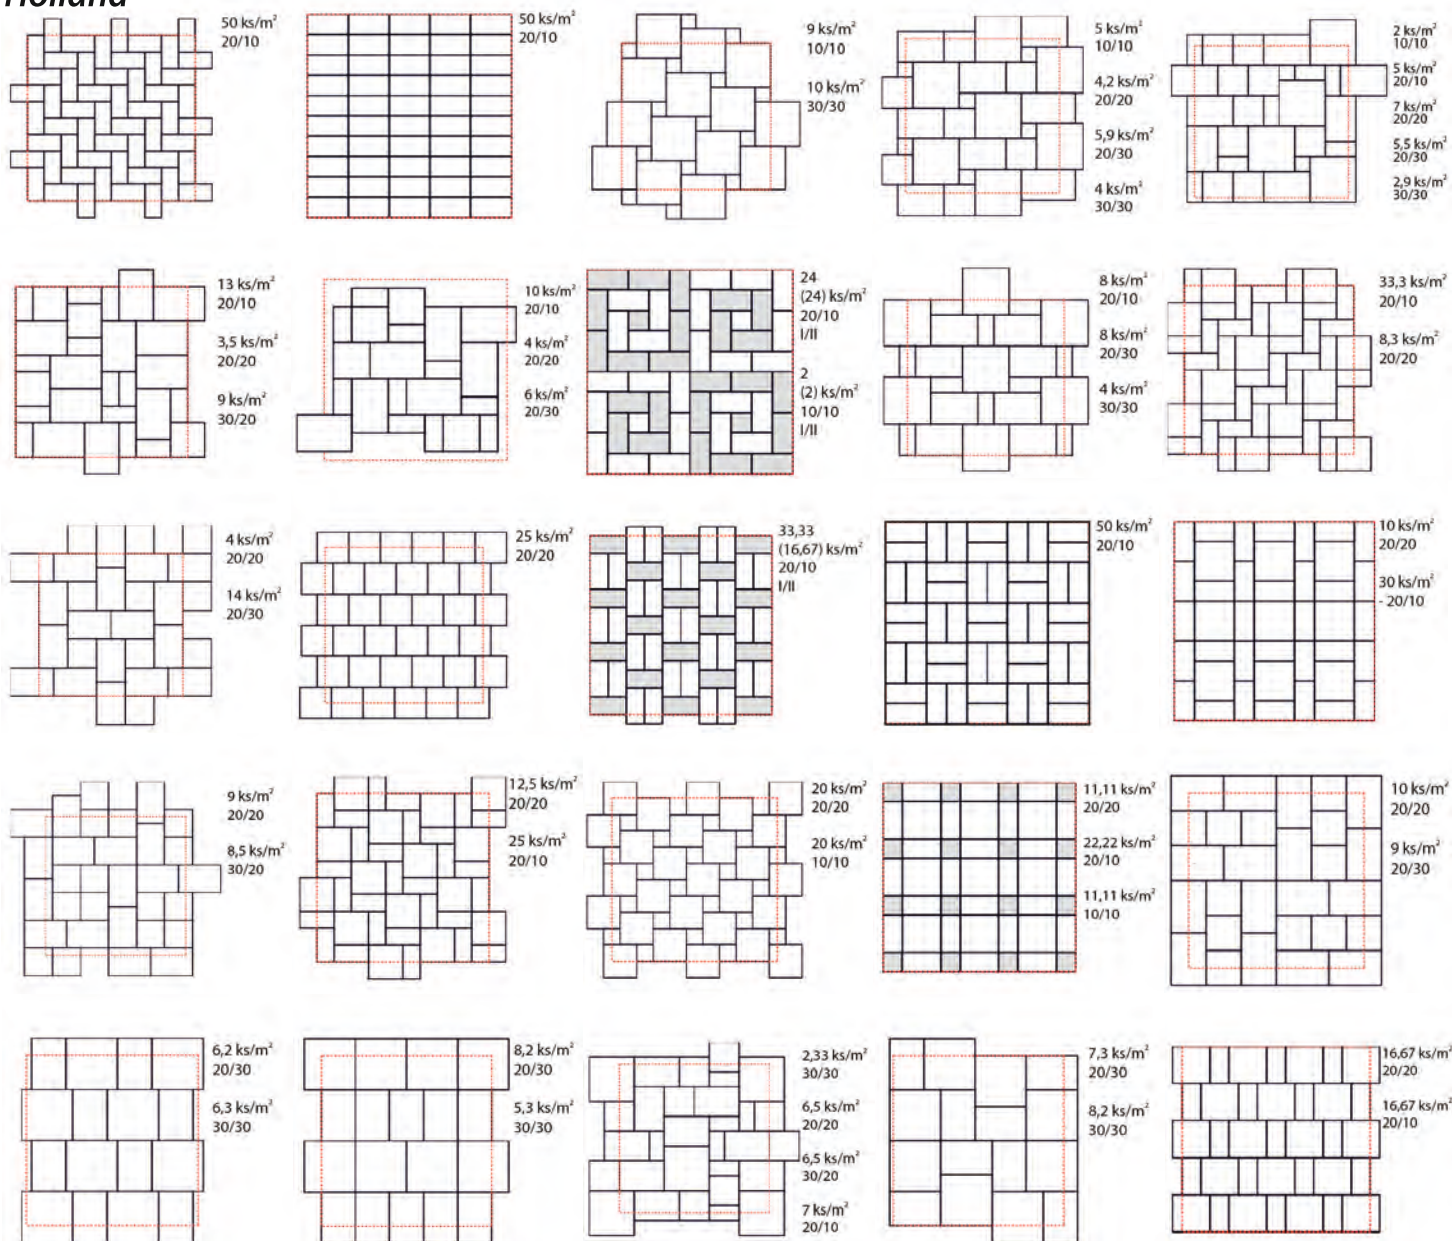 Holland
50 ks/m²
20/10
50 ks/m²
20/10
9 ks/m²
10/10
10 ks/m²
30/30
5 ks/m²
10/10
4,2 ks/m²
20/20
5,9 ks/m²
20/30
4 ks/m²
30/30
2 ks/m²
10/10
5 ks/m²
20/10
7 ks/m²
20/20
5,5 ks/m²
20/30
2,9 ks/m²
30/30
13 ks/m²
20/10
3,5 ks/m²
20/20
9 ks/m²
30/20
10 ks/m²
20/10
4 ks/m²
20/20
6 ks/m²
20/30
24
(24) ks/m²
20/10
I/II
2
(2) ks/m²
10/10
I/II
8 ks/m²
20/10
8 ks/m²
20/30
4 ks/m²
30/30
33,3 ks/m²
20/10
8,3 ks/m²
20/20
4 ks/m²
20/20
14 ks/m²
20/30
25 ks/m²
20/20
33,33
(16,67) ks/m²
20/10
I/II
50 ks/m²
20/10
10 ks/m²
20/20
30 ks/m²
- 20/10
9 ks/m²
20/20
8,5 ks/m²
30/20
12,5 ks/m²
20/20
25 ks/m²
20/10
20 ks/m²
20/20
20 ks/m²
10/10
11,11 ks/m²
20/20
22,22 ks/m²
20/10
11,11 ks/m²
10/10
10 ks/m²
20/20
9 ks/m²
20/30
6,2 ks/m²
20/30
6,3 ks/m²
30/30
8,2 ks/m²
20/30
5,3 ks/m²
30/30
2,33 ks/m²
30/30
6,5 ks/m²
20/20
6,5 ks/m²
30/20
7 ks/m²
20/10
7,3 ks/m²
20/30
8,2 ks/m²
30/30
16,67 ks/m²
20/20
16,67 ks/m²
20/10